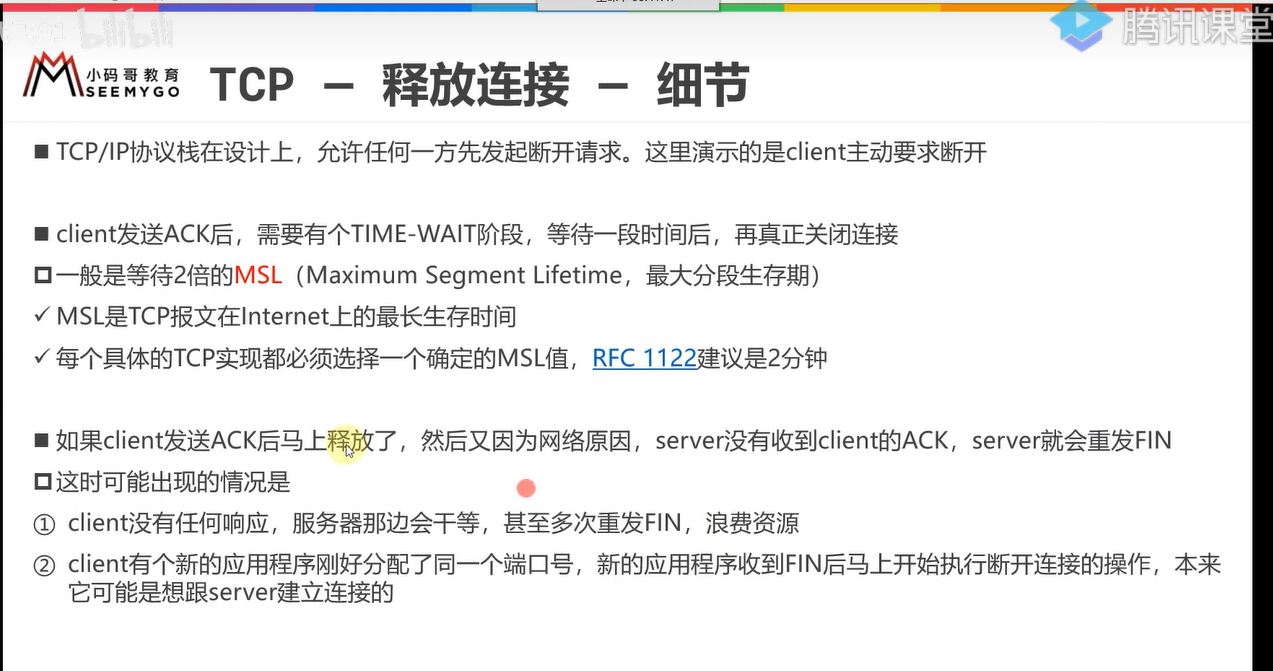 bilibili
腾讯课堂
小码哥教育
SEEMYGO
TCP － 释放连接 － 细节
■ TCP/IP协议栈在设计上，允许任何一方先发起断开请求。这里演示的是client主动要求断开
■ client发送ACK后，需要有个TIME-WAIT阶段，等待一段时间后，再真正关闭连接
一般是等待2倍的MSL（Maximum Segment Lifetime，最大分段生存期）
✓ MSL是TCP报文在Internet上的最长生存时间
✓ 每个具体的TCP实现都必须选择一个确定的MSL值，RFC 1122建议是2分钟
■ 如果client发送ACK后马上释放了，然后又因为网络原因，server没有收到client的ACK，server就会重发FIN
这时可能出现的情况是
① client没有任何响应，服务器那边会干等，甚至多次重发FIN，浪费资源
② client有个新的应用程序刚好分配了同一个端口号，新的应用程序收到FIN后马上开始执行断开连接的操作，本来
它可能是想跟server建立连接的